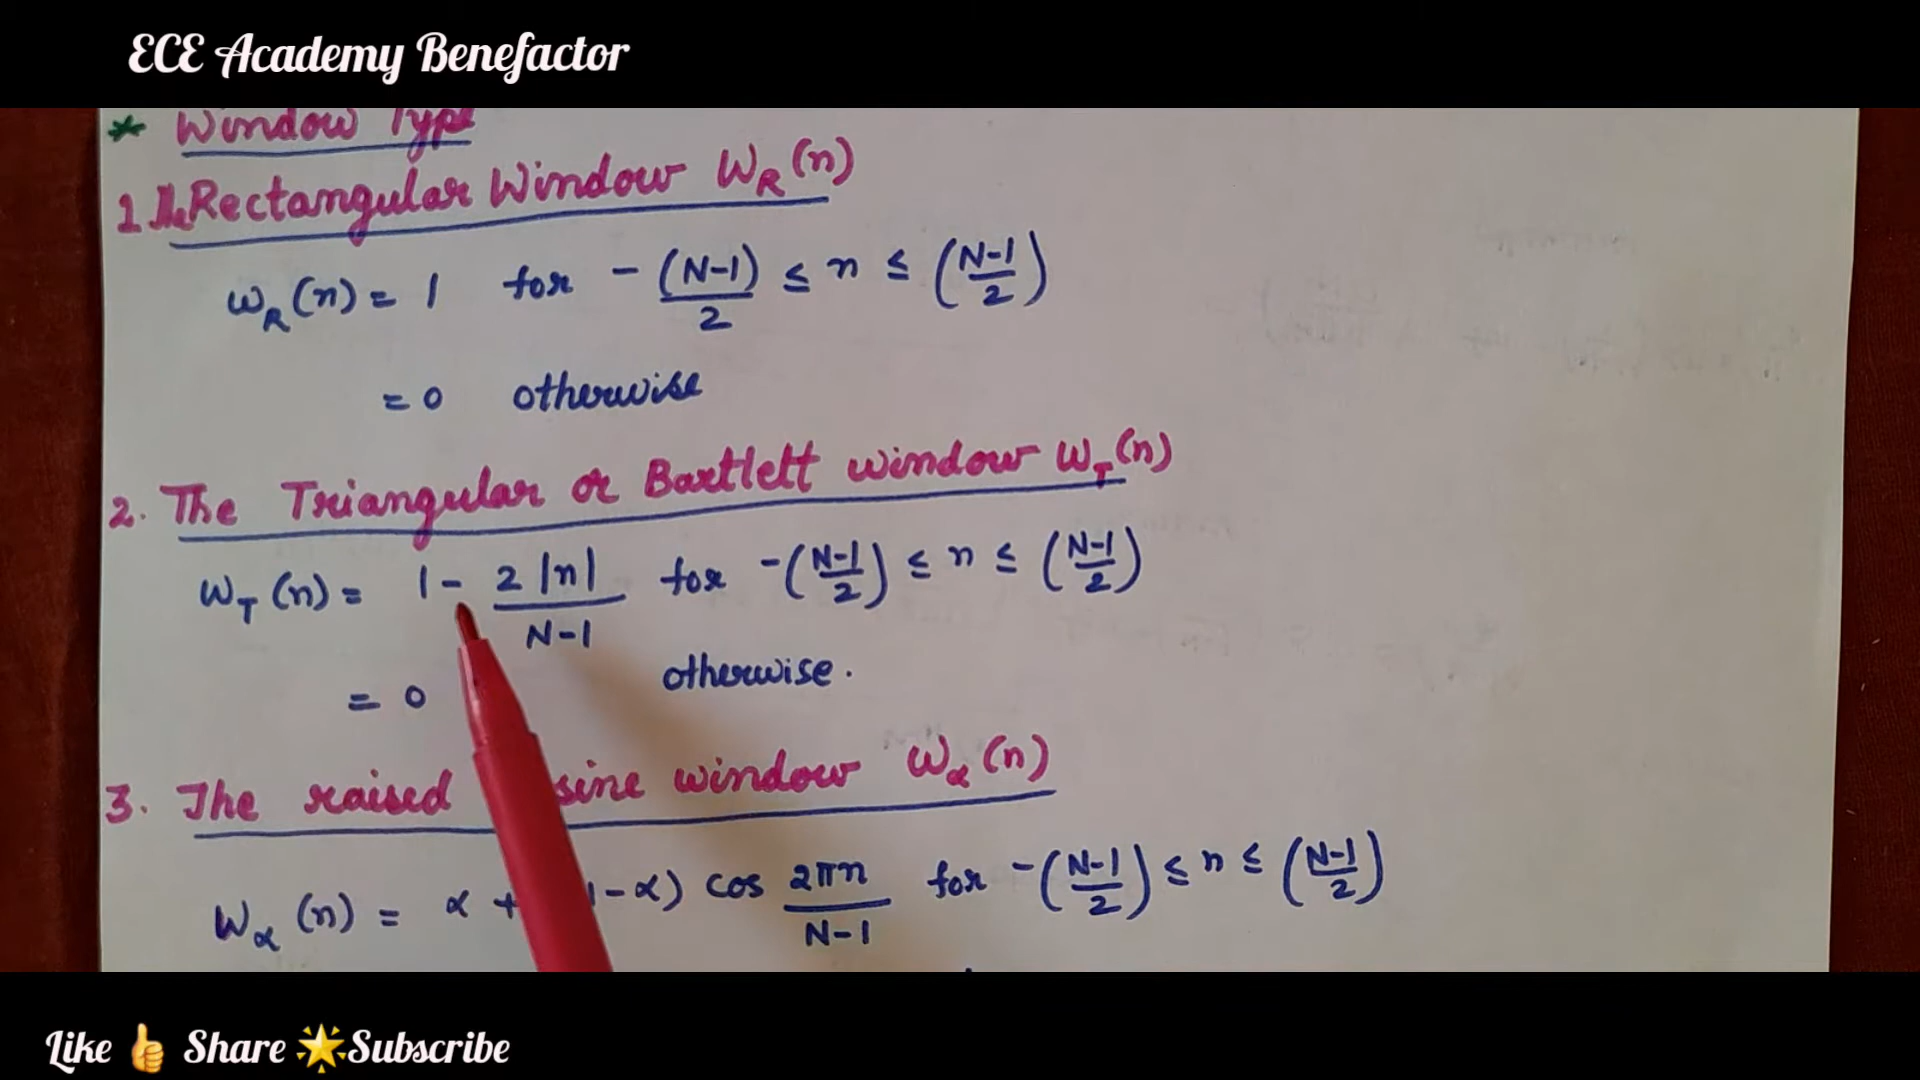 ECE Academy Benefactor
* Window Type
1. Rectangular Window W_R(n)
w_R(n) = 1 for -(N-1)/2 ≤ n ≤ (N-1/2)
= 0 otherwise
2. The Triangular or Bartlett window w_T(n)
w_T(n) = 1 - 2|n|/N-1 for -(N-1/2) ≤ n ≤ (N-1/2)
= 0 otherwise.
3. The raised sine window W_α(n)
W_α(n) = α + 1-α) cos 2πn/N-1 for -(N-1/2) ≤ n ≤ (N-1/2)
Like 👍 Share 🌟Subscribe